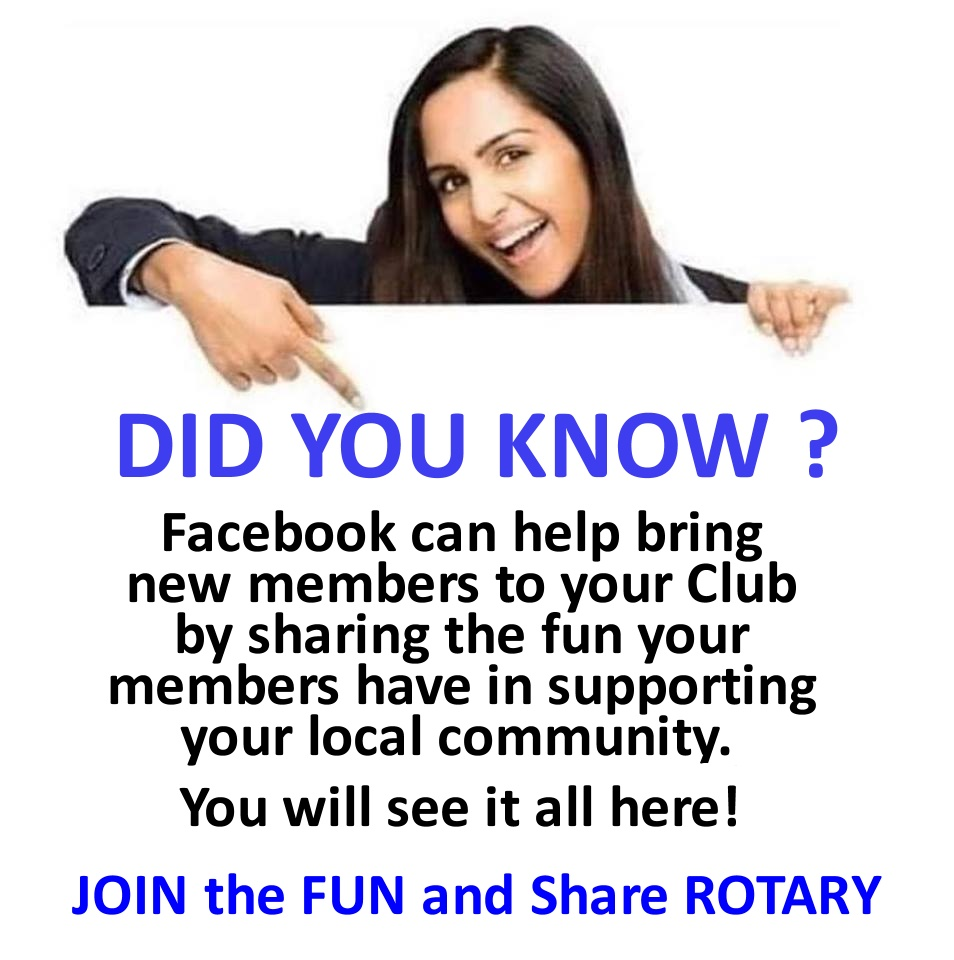 DID YOU KNOW ?
Facebook can help bring
new members to your Club
by sharing the fun your
members have in supporting
your local community.
You will see it all here!
JOIN the FUN and Share ROTARY